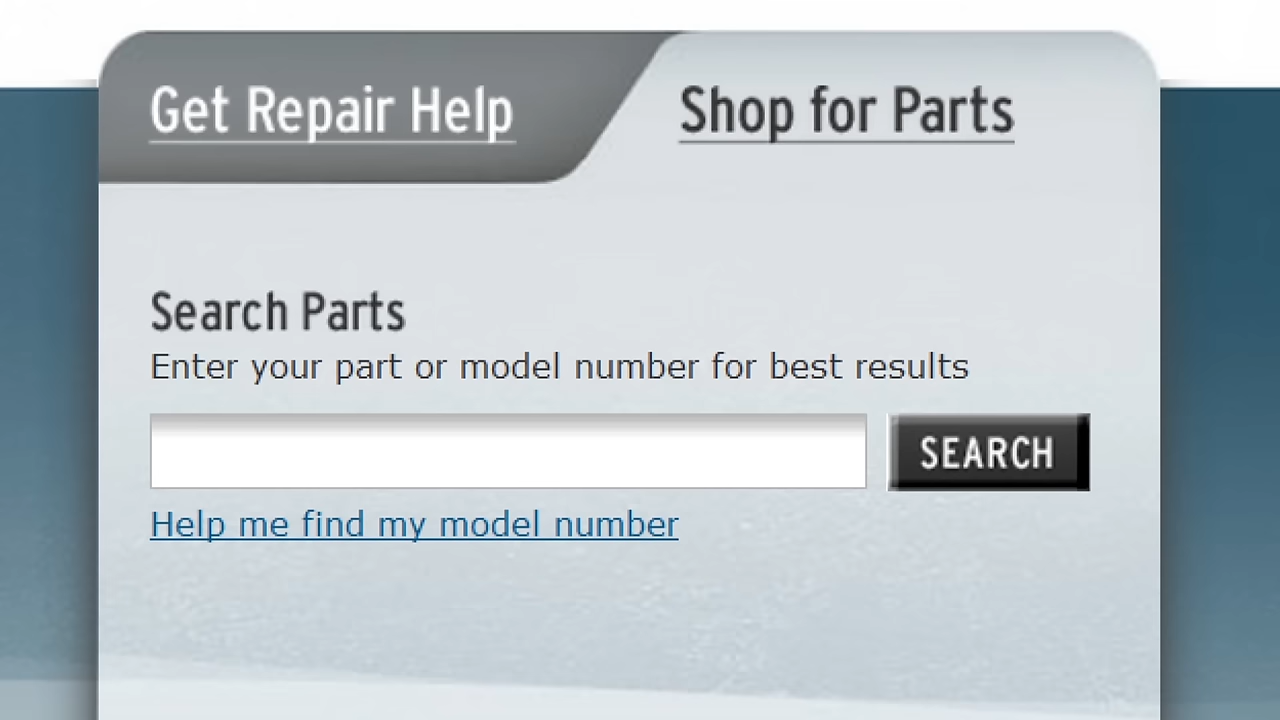 Get Repair Help
Shop for Parts
Search Parts
Enter your part or model number for best results
SEARCH
Help me find my model number